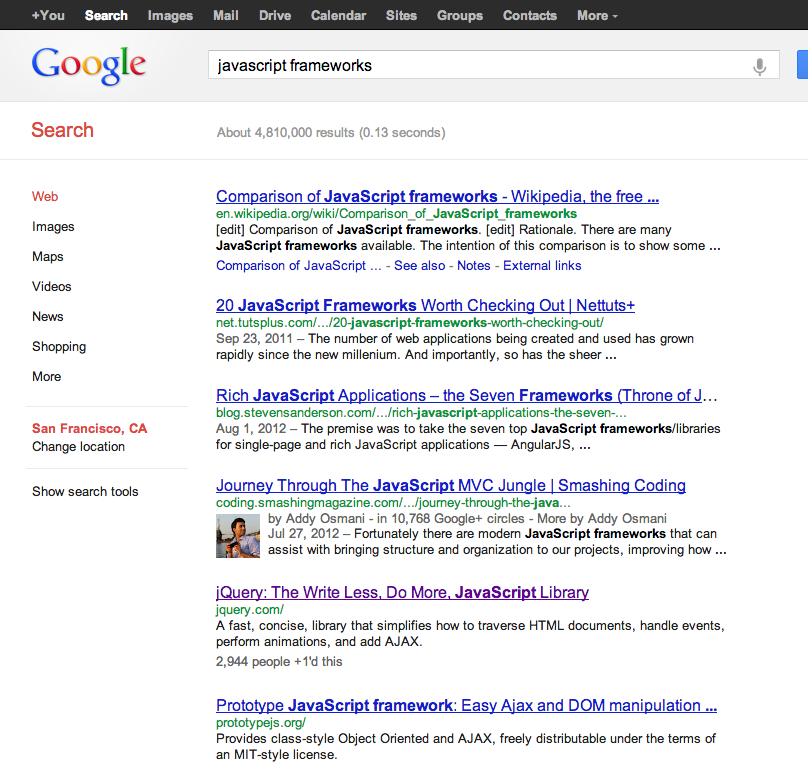 +You Search Images Mail Drive Calendar Sites Groups Contacts More
Google
javascript frameworks
Search
About 4,810,000 results (0.13 seconds)
Web
Images
Maps
Videos
News
Shopping
More
San Francisco, CA
Change location
Show search tools
Comparison of JavaScript frameworks - Wikipedia, the free ...
en.wikipedia.org/wiki/Comparison_of_JavaScript_frameworks
[edit] Comparison of JavaScript frameworks. [edit] Rationale. There are many
JavaScript frameworks available. The intention of this comparison is to show some ...
Comparison of JavaScript ... - See also - Notes - External links
20 JavaScript Frameworks Worth Checking Out | Nettuts+
net.tutsplus.com/.../20-javascript-frameworks-worth-checking-out/
Sep 23, 2011 – The number of web applications being created and used has grown
rapidly since the new millenium. And importantly, so has the sheer ...
Rich JavaScript Applications – the Seven Frameworks (Throne of J...
blog.stevensanderson.com/.../rich-javascript-applications-the-seven-...
Aug 1, 2012 – The premise was to take the seven top JavaScript frameworks/libraries
for single-page and rich JavaScript applications — AngularJS, ...
Journey Through The JavaScript MVC Jungle | Smashing Coding
coding.smashingmagazine.com/.../journey-through-the-java...
by Addy Osmani - in 10,768 Google+ circles - More by Addy Osmani
Jul 27, 2012 – Fortunately there are modern JavaScript frameworks that can
assist with bringing structure and organization to our projects, improving how ...
jQuery: The Write Less, Do More, JavaScript Library
jquery.com/
A fast, concise, library that simplifies how to traverse HTML documents, handle events,
perform animations, and add AJAX.
2,944 people +1'd this
Prototype JavaScript framework: Easy Ajax and DOM manipulation ...
prototypejs.org/
Provides class-style Object Oriented and AJAX, freely distributable under the terms of
an MIT-style license.